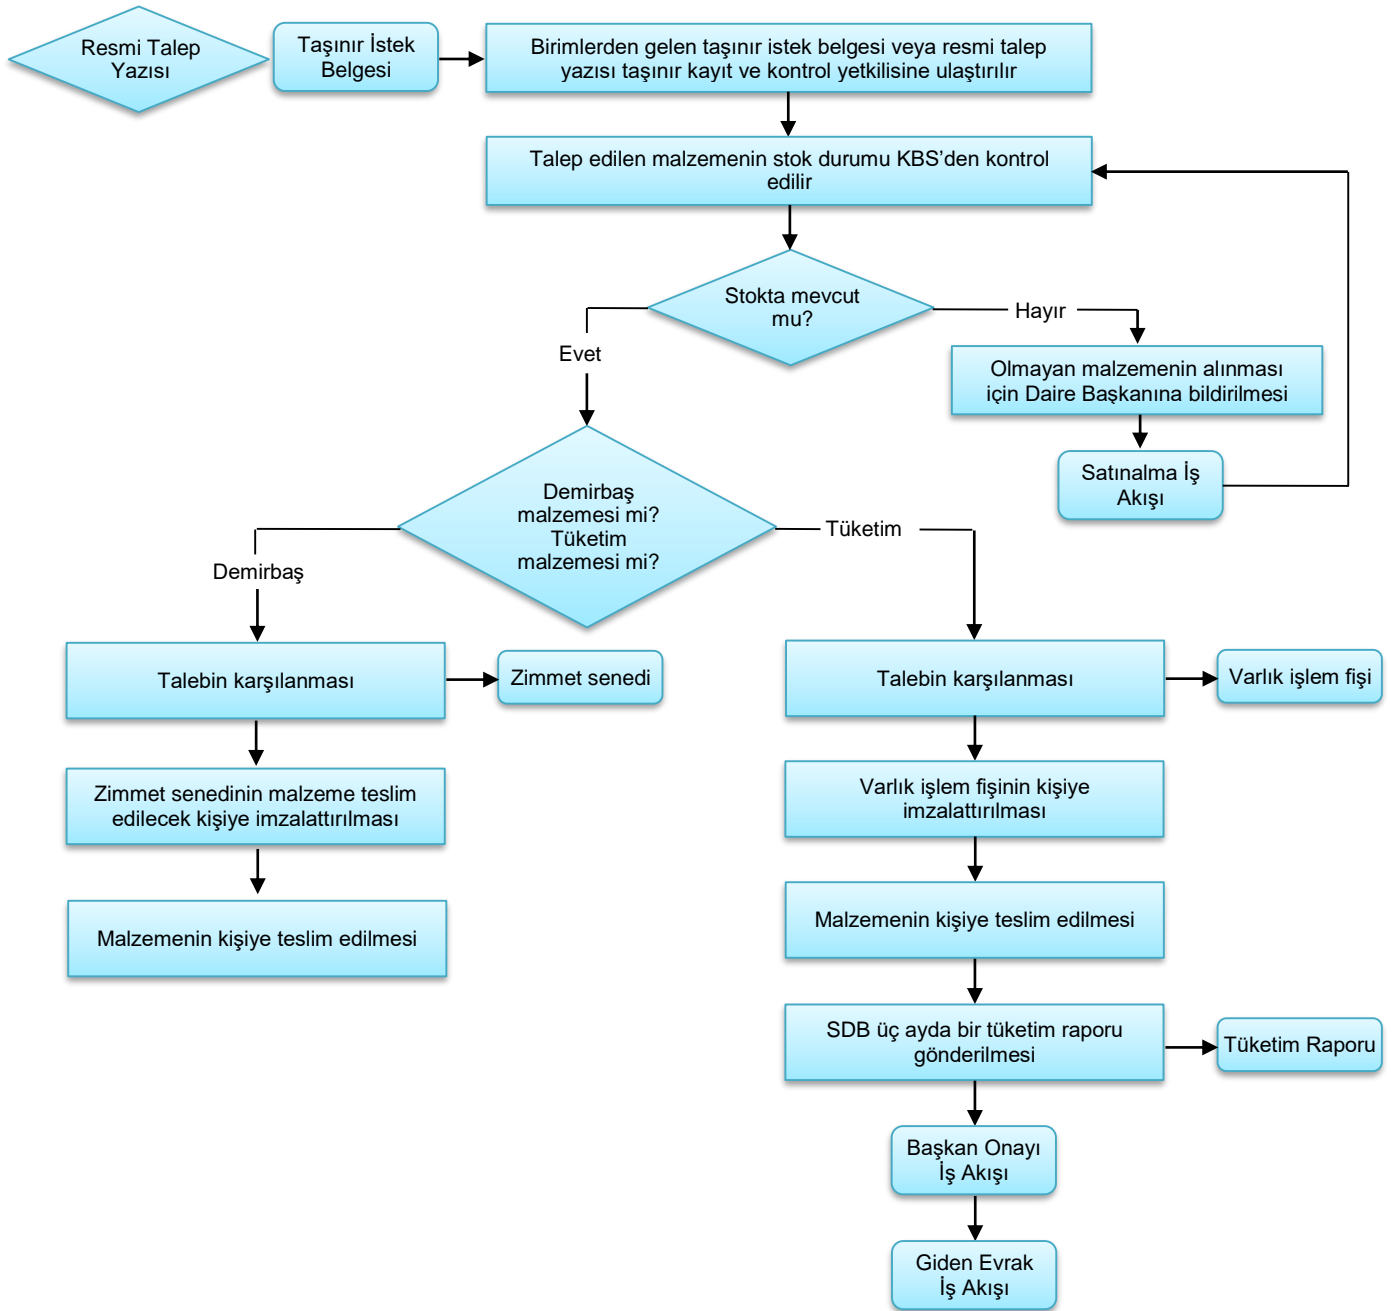 Resmi Talep
Yazısı
Taşınır İstek
Belgesi
Birimlerden gelen taşınır istek belgesi veya resmi talep
yazısı taşınır kayıt ve kontrol yetkilisine ulaştırılır
Talep edilen malzemenin stok durumu KBS’den kontrol
edilir
Stokta mevcut
mu?
Hayır
Evet
Olmayan malzemenin alınması
için Daire Başkanına bildirilmesi
Satınalma İş
Akışı
Demirbaş
malzemesi mi?
Tüketim
malzemesi mi?
Tüketim
Demirbaş
Talebin karşılanması
Zimmet senedi
Talebin karşılanması
Varlık işlem fişi
Zimmet senedinin malzeme teslim
edilecek kişiye imzalattırılması
Varlık işlem fişinin kişiye
imzalattırılması
Malzemenin kişiye teslim edilmesi
Malzemenin kişiye teslim edilmesi
SDB üç ayda bir tüketim raporu
gönderilmesi
Tüketim Raporu
Başkan Onayı
İş Akışı
Giden Evrak
İş Akışı